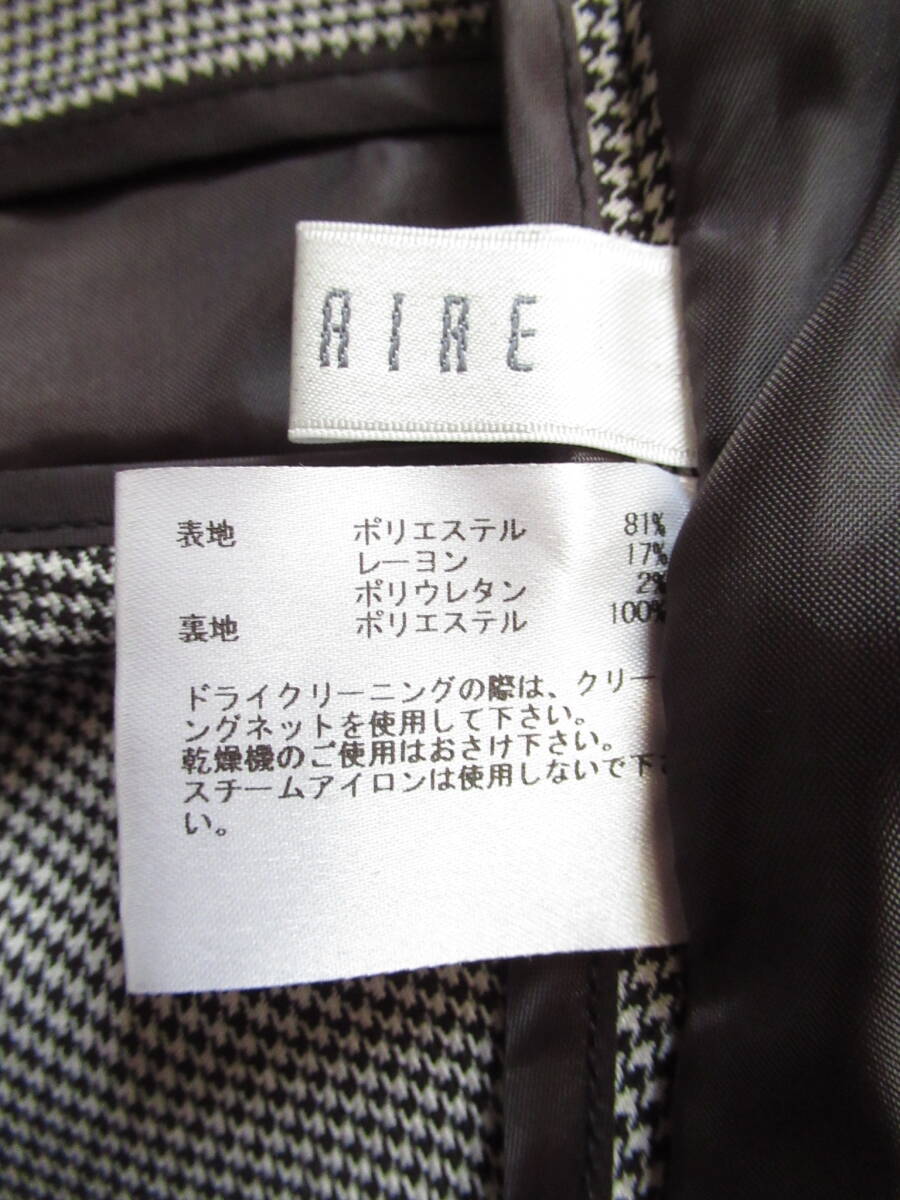 AIRE
表地 ポリエステル 81%
レーヨン 17%
ポリウレタン 2%
裏地 ポリエステル 100%
ドライクリーニングの際は、クリー
ングネットを使用して下さい。
乾燥機のご使用はおさけ下さい。
スチームアイロンは使用しないで下さ
い。